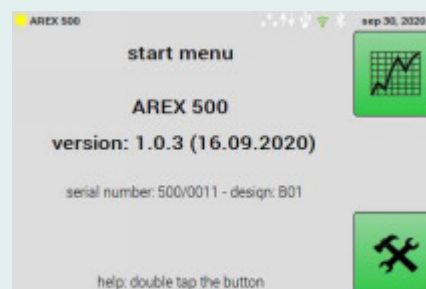 AREX 500
sep 30, 2020
start menu
AREX 500
version: 1.0.3 (16.09.2020)
serial number: 500/0011 - design: B01
help: double tap the button